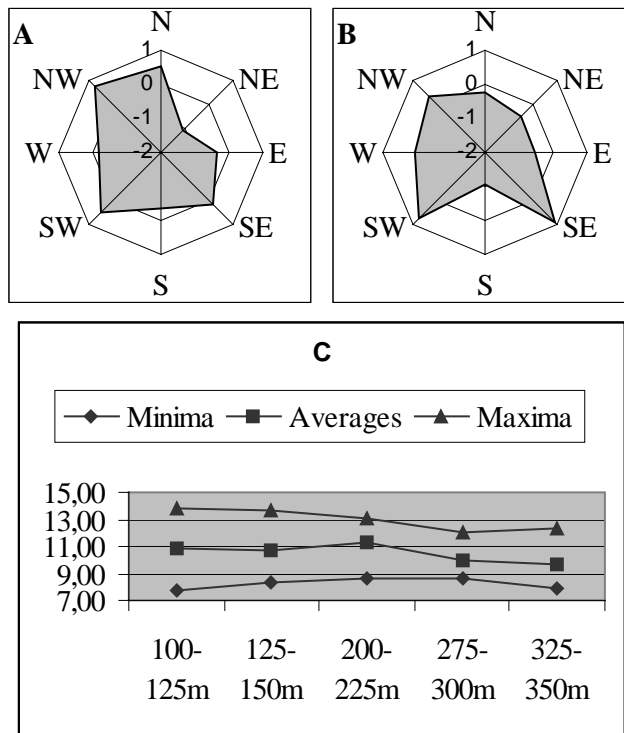 A
N
1
0
-1
-2
NW
NE
W
E
SW
SE
S
B
N
1
0
-1
-2
NW
NE
W
E
SW
SE
S
C
Minima Averages Maxima
15,00
13,00
11,00
9,00
7,00
100- 125- 200- 275- 325-
125m 150m 225m 300m 350m